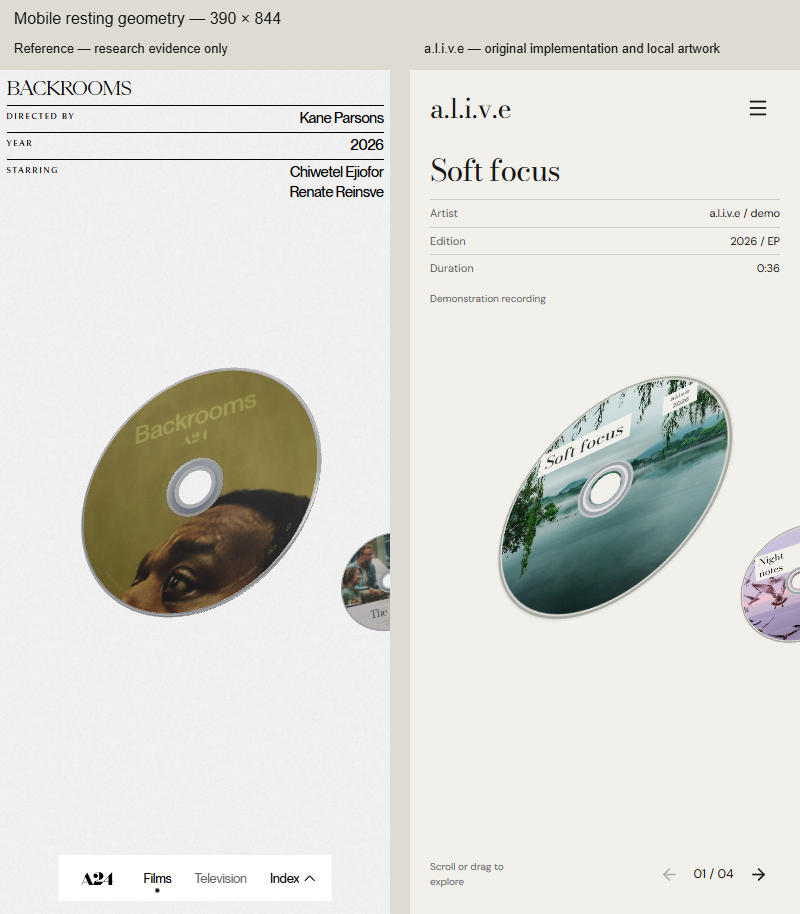 Mobile resting geometry — 390 × 844
Reference — research evidence only
BACKROOMS
DIRECTED BY
Kane Parsons
YEAR
2026
STARRING
Chiwetel Ejiofor
Renate Reinsve
Backrooms
A24
The
A24
Films
Television
Index
a.l.i.v.e — original implementation and local artwork
a.l.i.v.e
Soft focus
Artist
a.l.i.v.e / demo
Edition
2026 / EP
Duration
0:36
Demonstration recording
a.l.i.v.e
2026
Soft focus
Night
notes
Scroll or drag to
explore
01 / 04